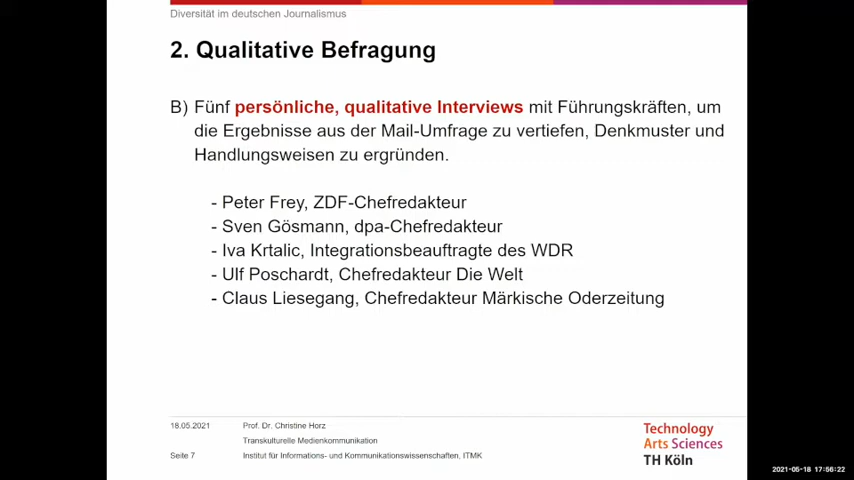 Diversität im deutschen Journalismus
2. Qualitative Befragung
B) Fünf persönliche, qualitative Interviews mit Führungskräften, um
die Ergebnisse aus der Mail-Umfrage zu vertiefen, Denkmuster und
Handlungsweisen zu ergründen.
- Peter Frey, ZDF-Chefredakteur
- Sven Gösmann, dpa-Chefredakteur
- Iva Krtalic, Integrationsbeauftragte des WDR
- Ulf Poschardt, Chefredakteur Die Welt
- Claus Liesegang, Chefredakteur Märkische Oderzeitung
18.05.2021
Prof. Dr. Christine Horz
Transkulturelle Medienkommunikation
Seite 7
Institut für Informations- und Kommunikationswissenschaften, ITMK
Technology
Arts Sciences
TH Köln
2021-05-18 17:56:22